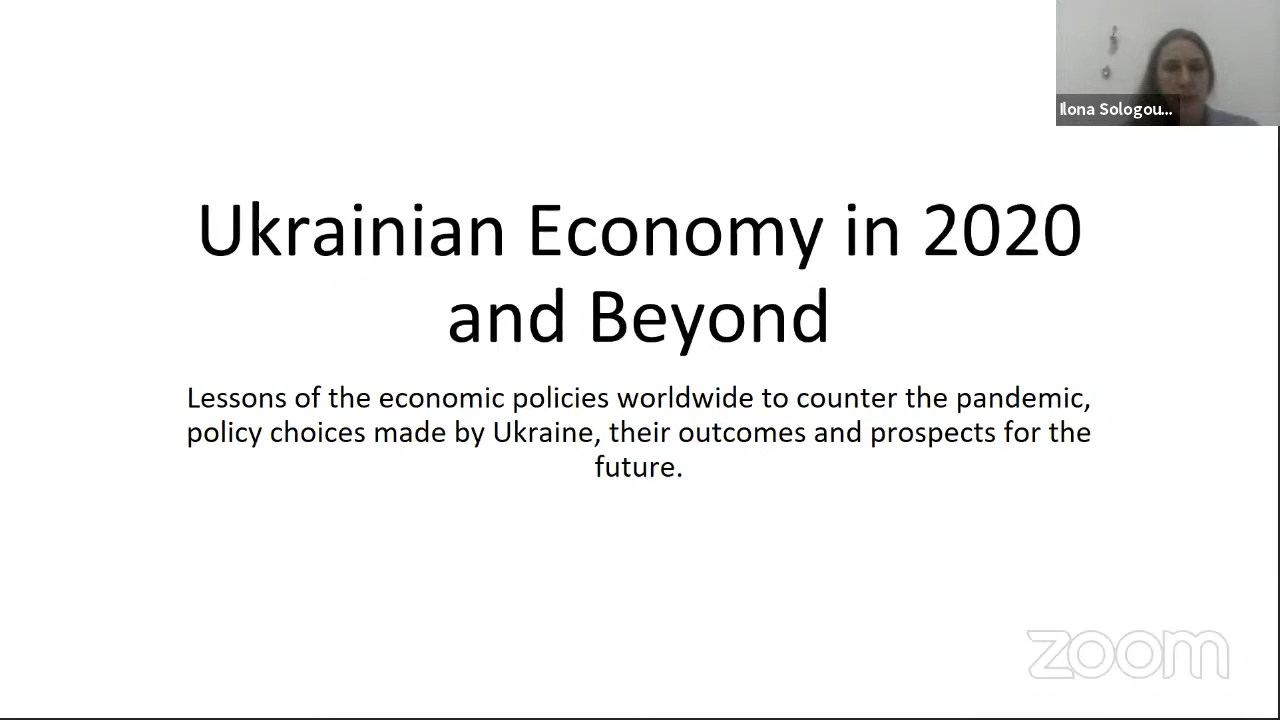 Ilona Sologou...
Ukrainian Economy in 2020
and Beyond
Lessons of the economic policies worldwide to counter the pandemic,
policy choices made by Ukraine, their outcomes and prospects for the
future.
zoom